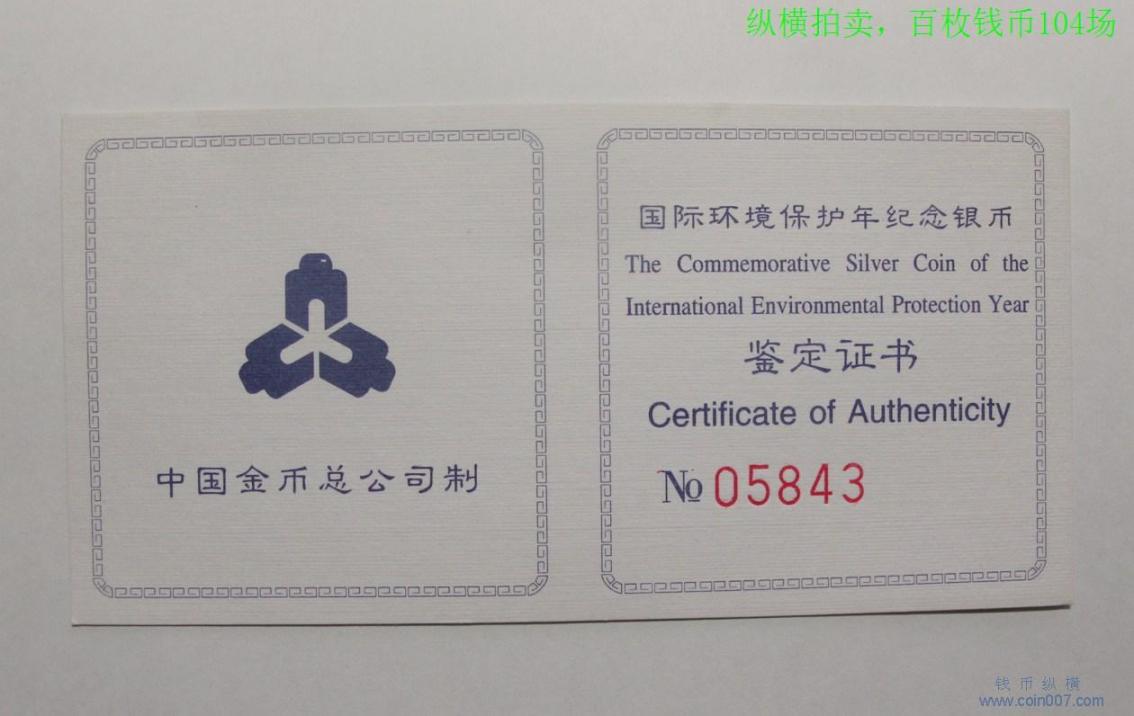 纵横拍卖，百枚钱币104场
中国金币总公司制
国际环境保护年纪念银币
The Commemorative Silver Coin of the
International Environmental Protection Year
鉴定证书
Certificate of Authenticity
№ 05843
钱币纵横
www.coin007.com